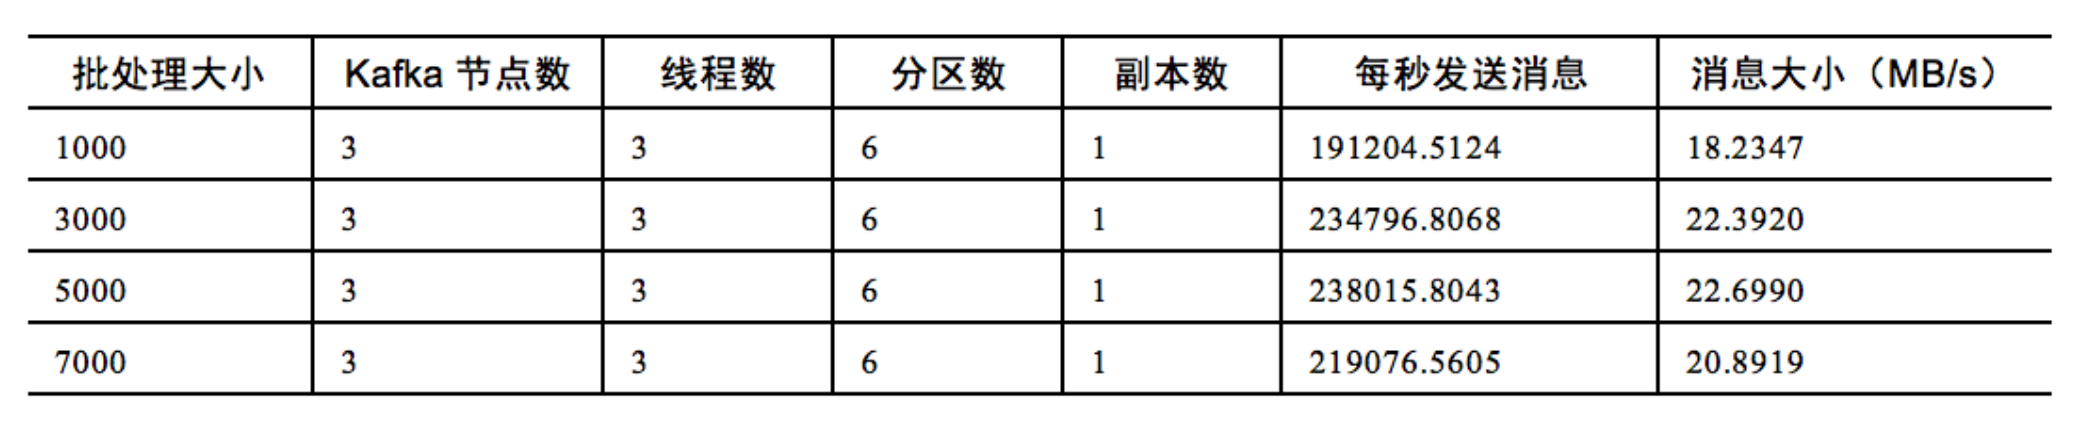 批处理大小 Kafka 节点数 线程数 分区数 副本数 每秒发送消息 消息大小（MB/s）
1000 3 3 6 1 191204.5124 18.2347
3000 3 3 6 1 234796.8068 22.3920
5000 3 3 6 1 238015.8043 22.6990
7000 3 3 6 1 219076.5605 20.8919